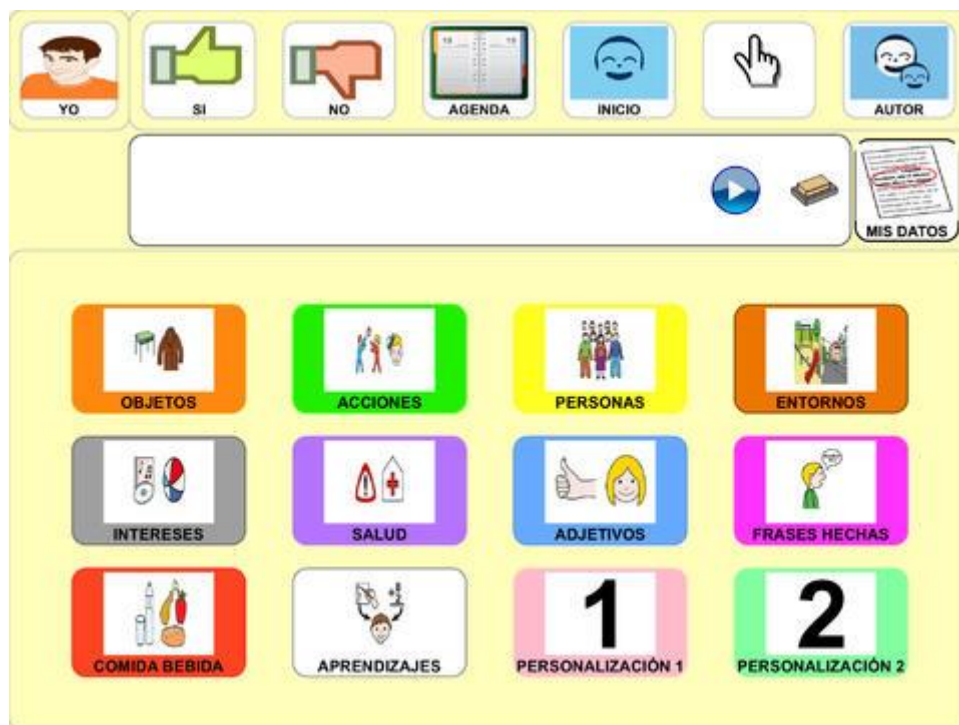 YO
SI
NO
AGENDA
INICIO
AUTOR
MIS DATOS
OBJETOS
ACCIONES
PERSONAS
ENTORNOS
INTERESES
SALUD
ADJETIVOS
FRASES HECHAS
COMIDA BEBIDA
APRENDIZAJES
1
PERSONALIZACIÓN 1
2
PERSONALIZACIÓN 2